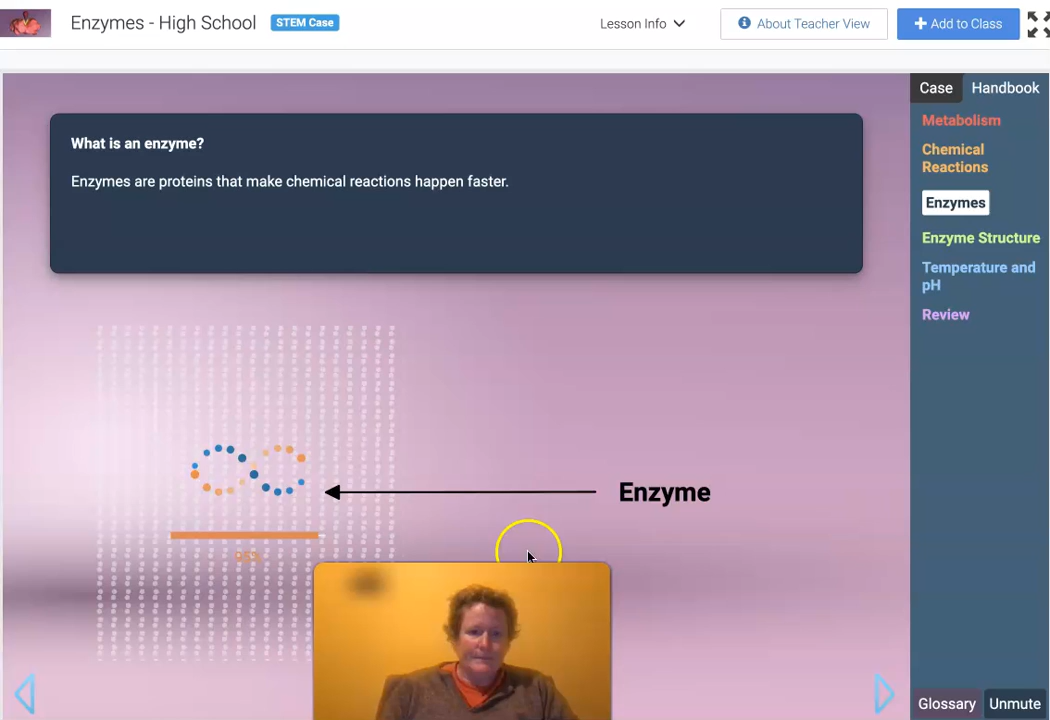 Enzymes - High School STEM Case Lesson Info About Teacher View + Add to Class
Case Handbook
What is an enzyme?
Enzymes are proteins that make chemical reactions happen faster.
Metabolism
Chemical
Reactions
Enzymes
Enzyme Structure
Temperature and
pH
Review
Enzyme
Glossary Unmute